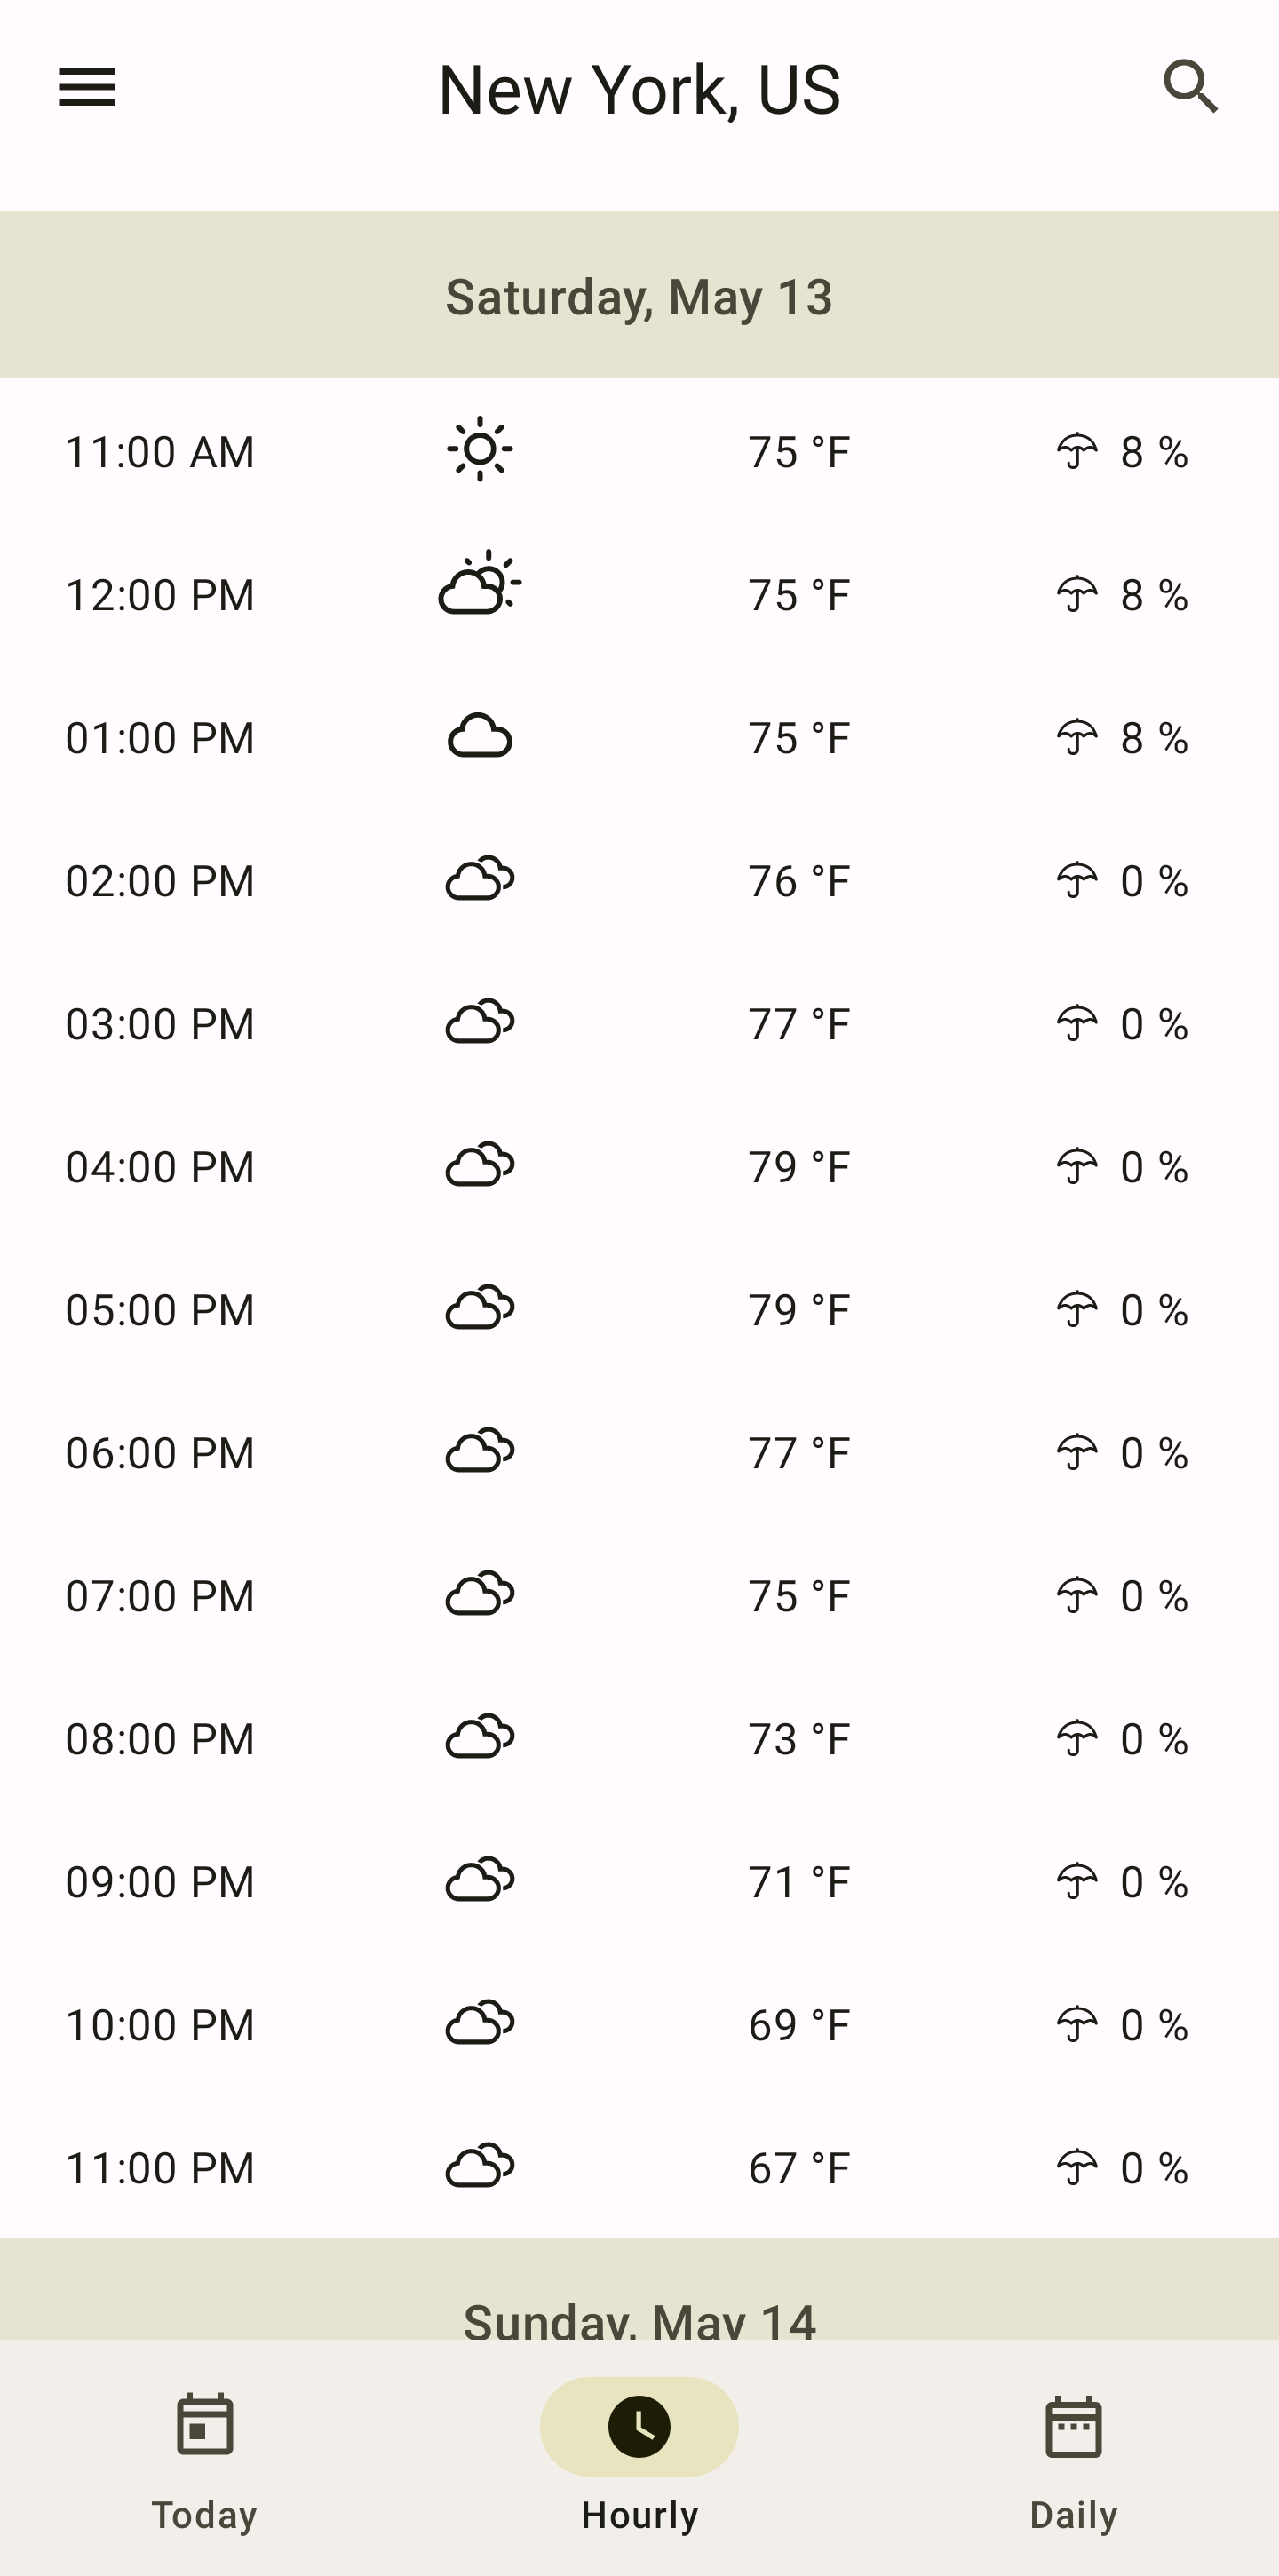 New York, US
Saturday, May 13
11:00 AM 75 °F 8 %
12:00 PM 75 °F 8 %
01:00 PM 75 °F 8 %
02:00 PM 76 °F 0 %
03:00 PM 77 °F 0 %
04:00 PM 79 °F 0 %
05:00 PM 79 °F 0 %
06:00 PM 77 °F 0 %
07:00 PM 75 °F 0 %
08:00 PM 73 °F 0 %
09:00 PM 71 °F 0 %
10:00 PM 69 °F 0 %
11:00 PM 67 °F 0 %
Sunday, May 14
Today Hourly Daily